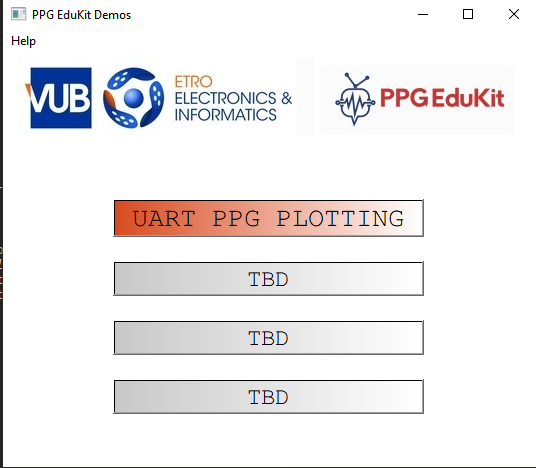 PPG EduKit Demos
Help
VUB
ETRO
ELECTRONICS &
INFORMATICS
PPG EduKit
UART PPG PLOTTING
TBD
TBD
TBD